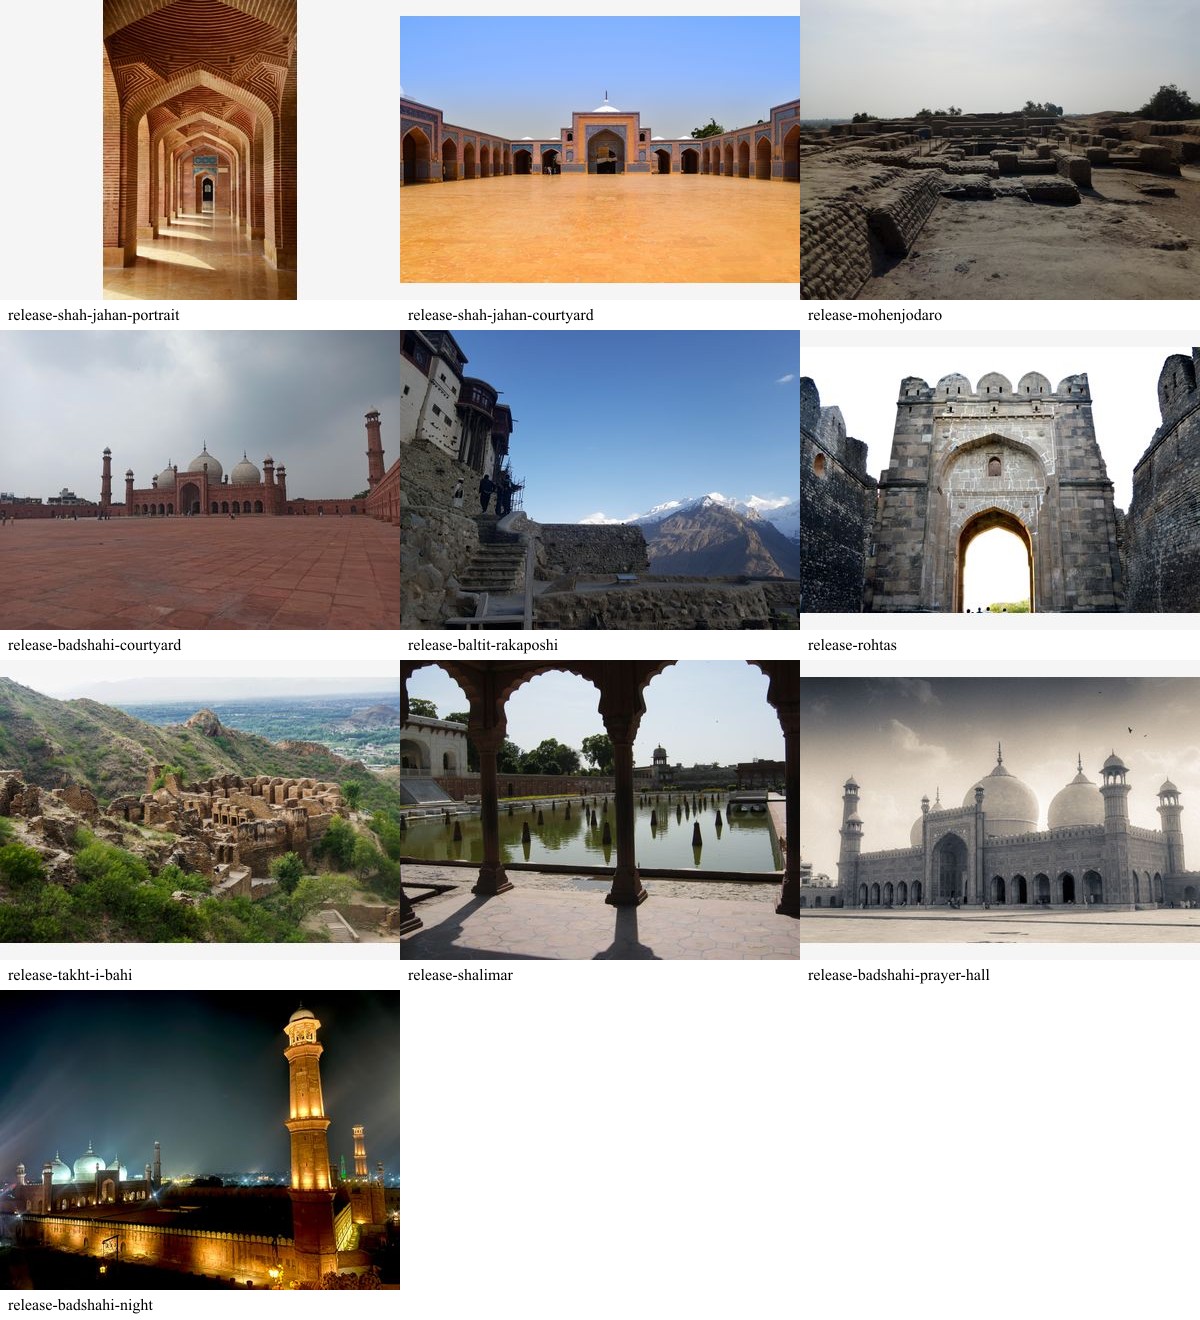 release-shah-jahan-portrait
release-shah-jahan-courtyard
release-mohenjodaro
release-badshahi-courtyard
release-baltit-rakaposhi
release-rohtas
release-takht-i-bahi
release-shalimar
release-badshahi-prayer-hall
release-badshahi-night